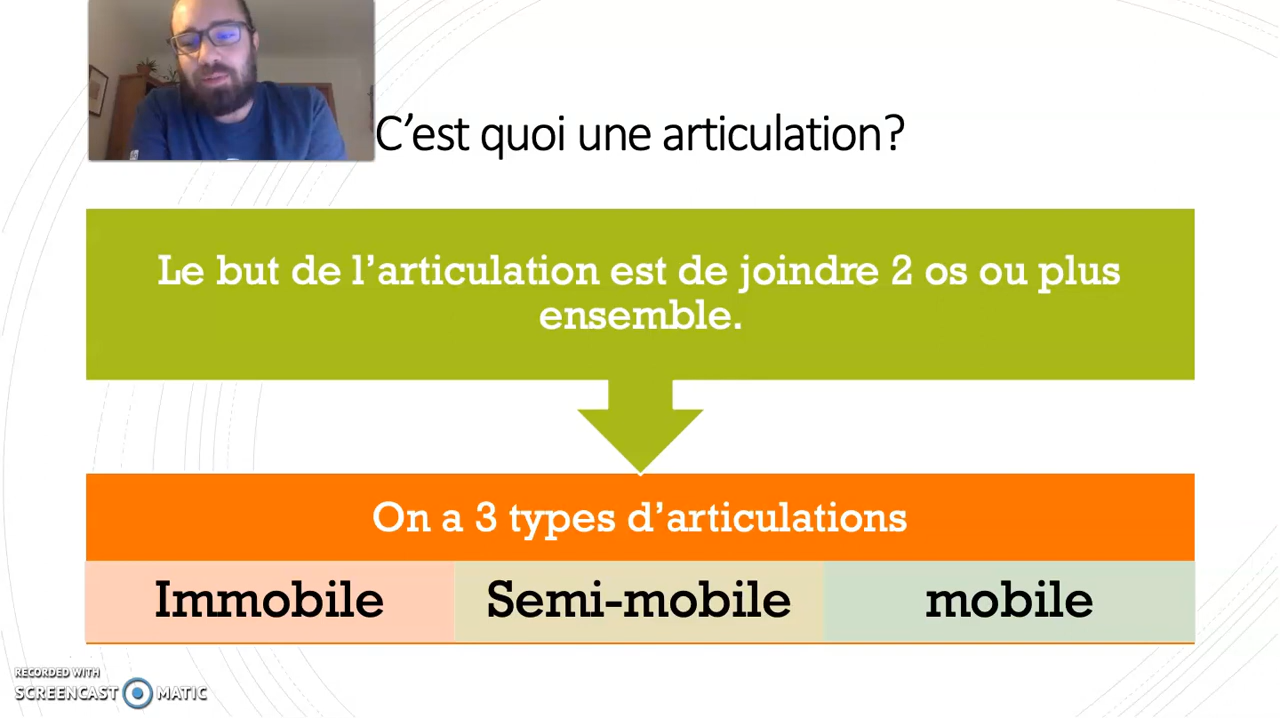 C'est quoi une articulation?
Le but de l'articulation est de joindre 2 os ou plus
ensemble.
On a 3 types d'articulations
Immobile
Semi-mobile
mobile
RECORDED WITH
SCREENCAST MATIC